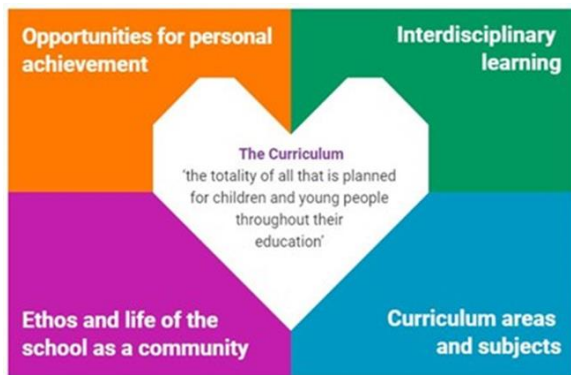 Opportunities for personal
achievement
Interdisciplinary
learning
The Curriculum
'the totality of all that is planned
for children and young people
throughout their
education'
Ethos and life of the
school as a community
Curriculum areas
and subjects